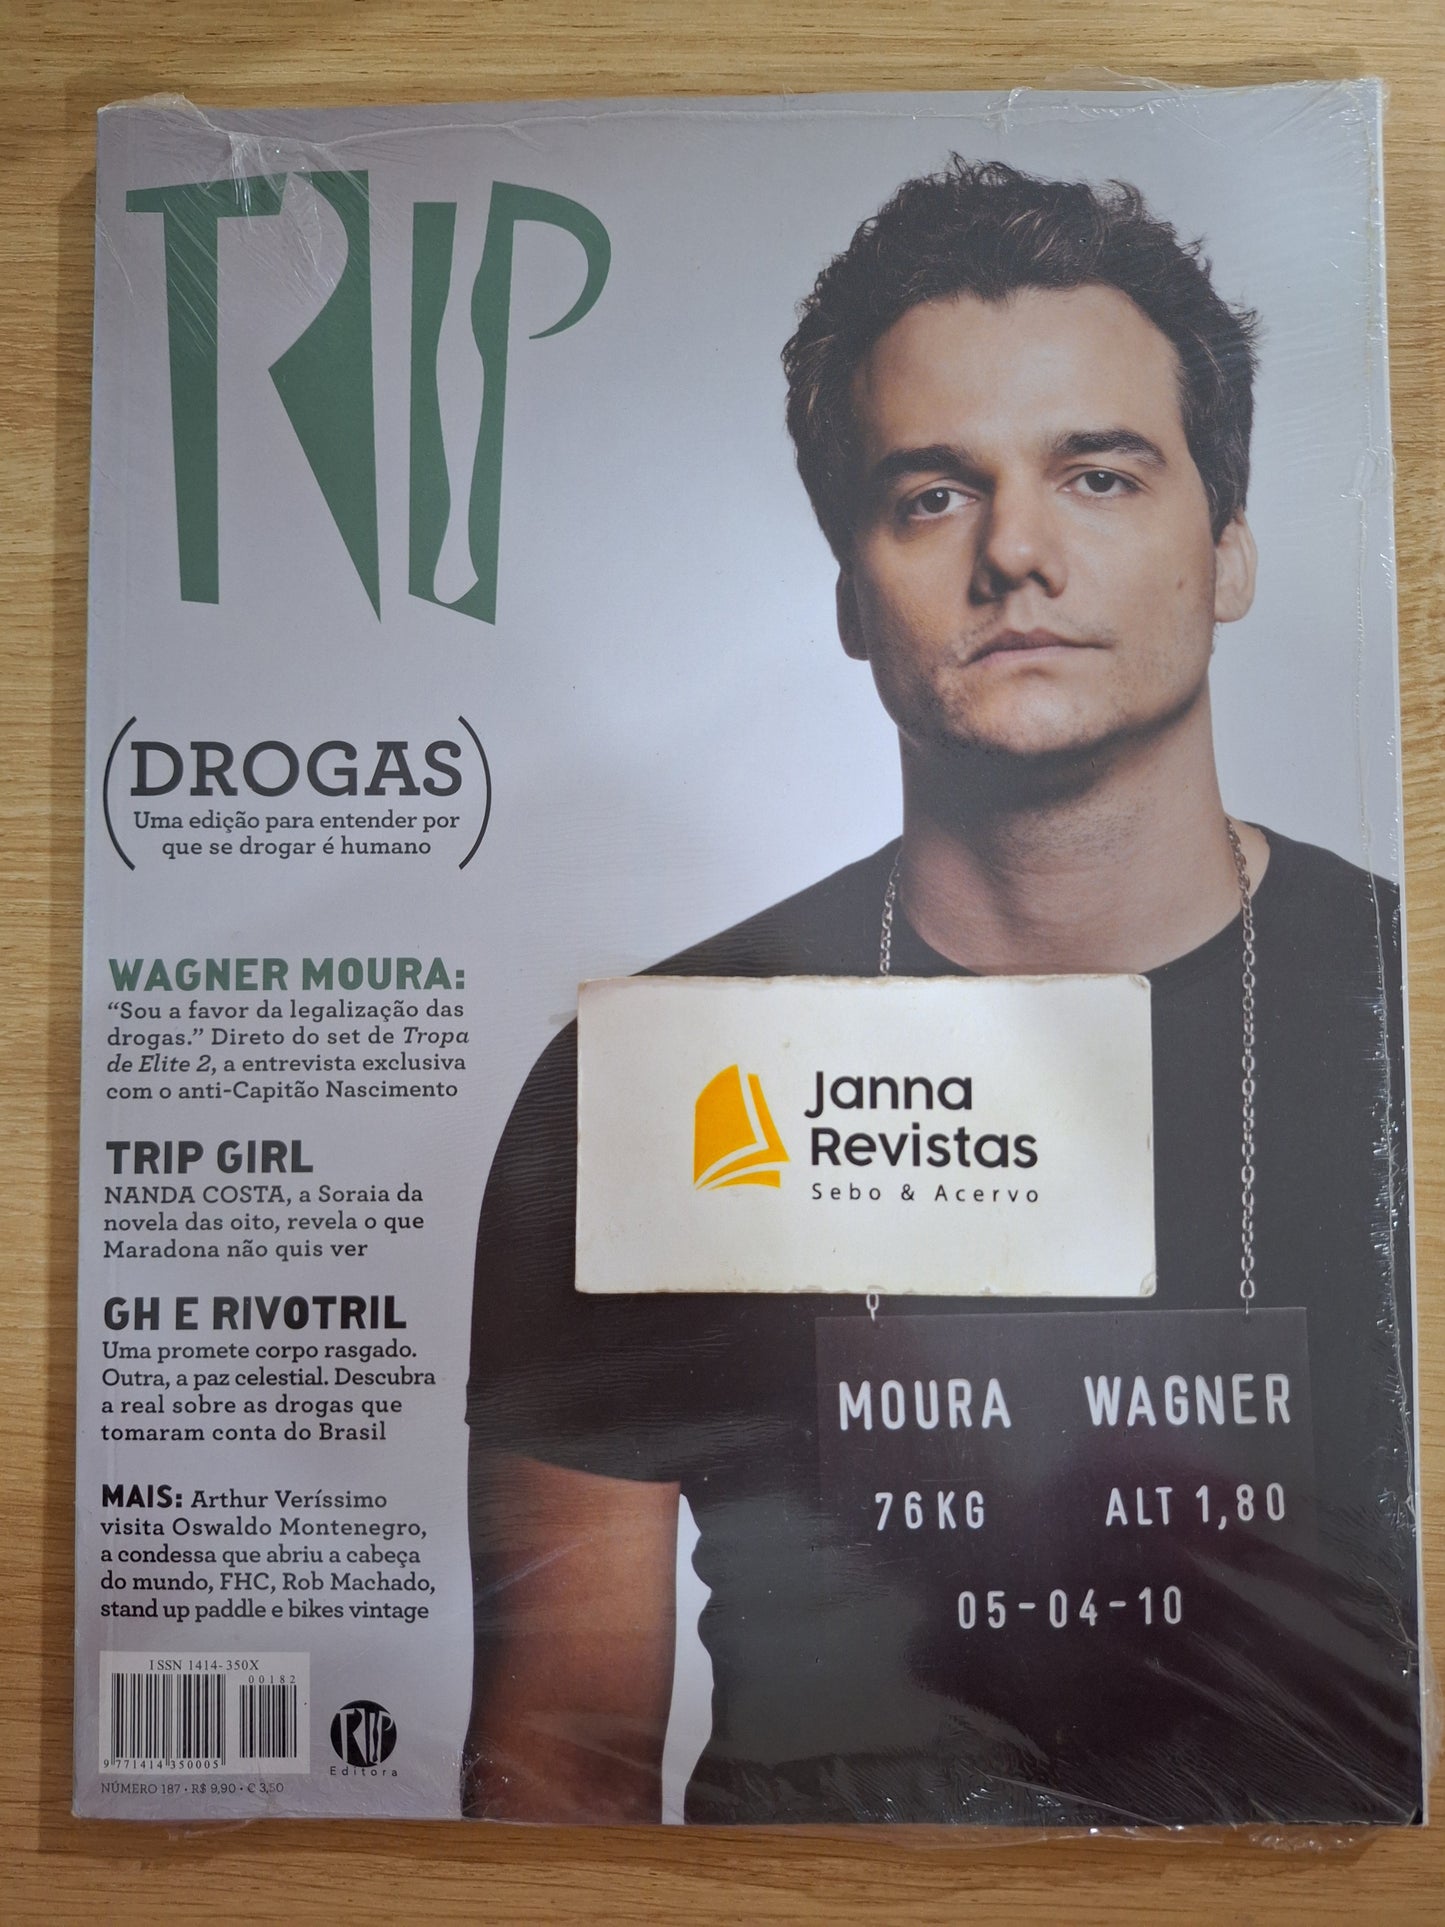 TRIP
(DROGAS)
Uma edição para entender por
que se drogar é humano
WAGNER MOURA:
“Sou a favor da legalização das
drogas.” Direto do set de Tropa
de Elite 2, a entrevista exclusiva
com o anti-Capitão Nascimento
TRIP GIRL
NANDA COSTA, a Soraia da
novela das oito, revela o que
Maradona não quis ver
GH E RIVOTRIL
Uma promete corpo rasgado.
Outra, a paz celestial. Descubra
a real sobre as drogas que
tomaram conta do Brasil
MAIS: Arthur Veríssimo
visita Oswaldo Montenegro,
a condessa que abriu a cabeça
do mundo, FHC, Rob Machado,
stand up paddle e bikes vintage
ISSN 1414-350X
00182
9 771414 350005
NÚMERO 187 • R$ 9,90 • € 3,50
TRIP
Editora
Janna
Revistas
Sebo & Acervo
MOURA WAGNER
76KG ALT 1,80
05-04-10